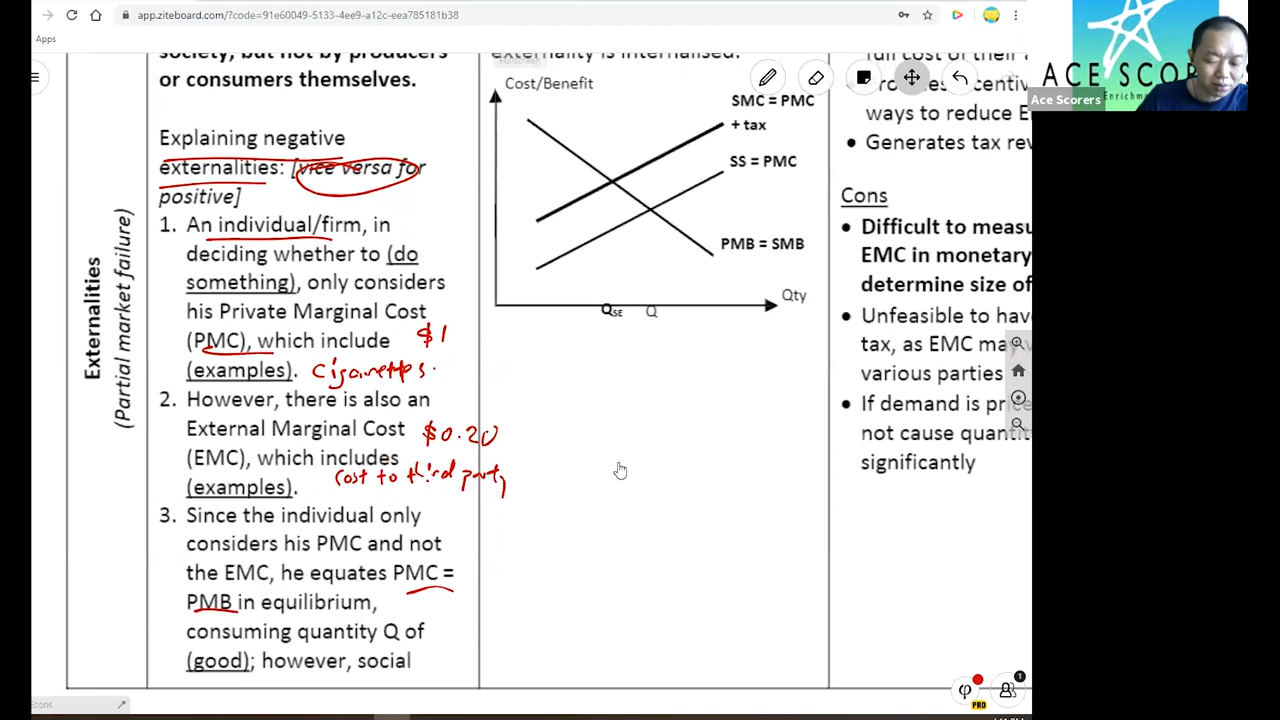 app.ziteboard.com/?code=91e60049-5133-4ee9-a12c-eea785181b38
Apps
society, but not by producers
or consumers themselves.
Explaining negative
externalities: [vice versa for
positive]
1. An individual/firm, in
deciding whether to (do
something), only considers
his Private Marginal Cost
(PMC), which include
$1
(examples).
Cigarettes.
2. However, there is also an
External Marginal Cost
$0.20
(EMC), which includes
cost to third party
(examples).
3. Since the individual only
considers his PMC and not
the EMC, he equates PMC =
PMB in equilibrium,
consuming quantity Q of
(good); however, social
Externalities
(Partial market failure)
externality is internalised.
Cost/Benefit
SMC = PMC
+ tax
SS = PMC
PMB = SMB
Qty
QSE
Q
full cost of their
ways to reduce
Generates tax
Cons
Difficult to
EMC in monetary
determine size of
Unfeasible to have
tax, as EMC may
various parties
If demand is
not cause
significantly
ACE
Enrichment
Ace Scorers
φ
PRO
1
Econs